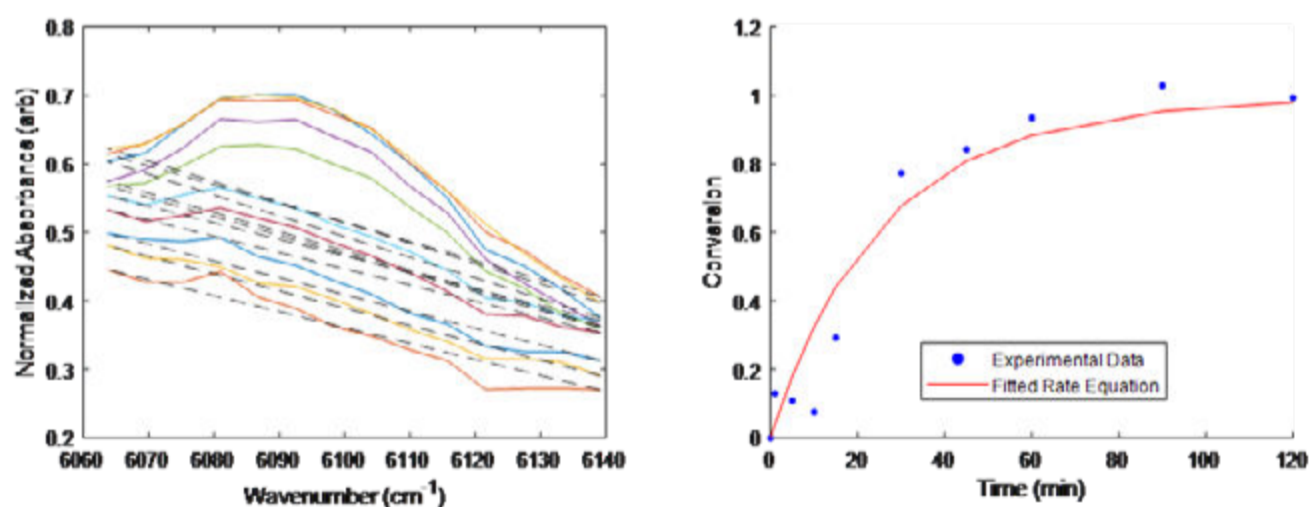 0.8
0.7
0.6
0.5
0.4
0.3
0.2
Normalized Absorbance (arb)
6060 6070 6080 6090 6100 6110 6120 6130 6140
Wavenumber (cm-1)
1.2
1
0.8
0.6
0.4
0.2
0
Conversion
Experimental Data
Fitted Rate Equation
0 20 40 60 80 100 120
Time (min)